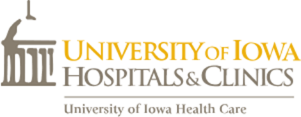 UNIVERSITY OF IOWA
HOSPITALS & CLINICS
University of Iowa Health Care